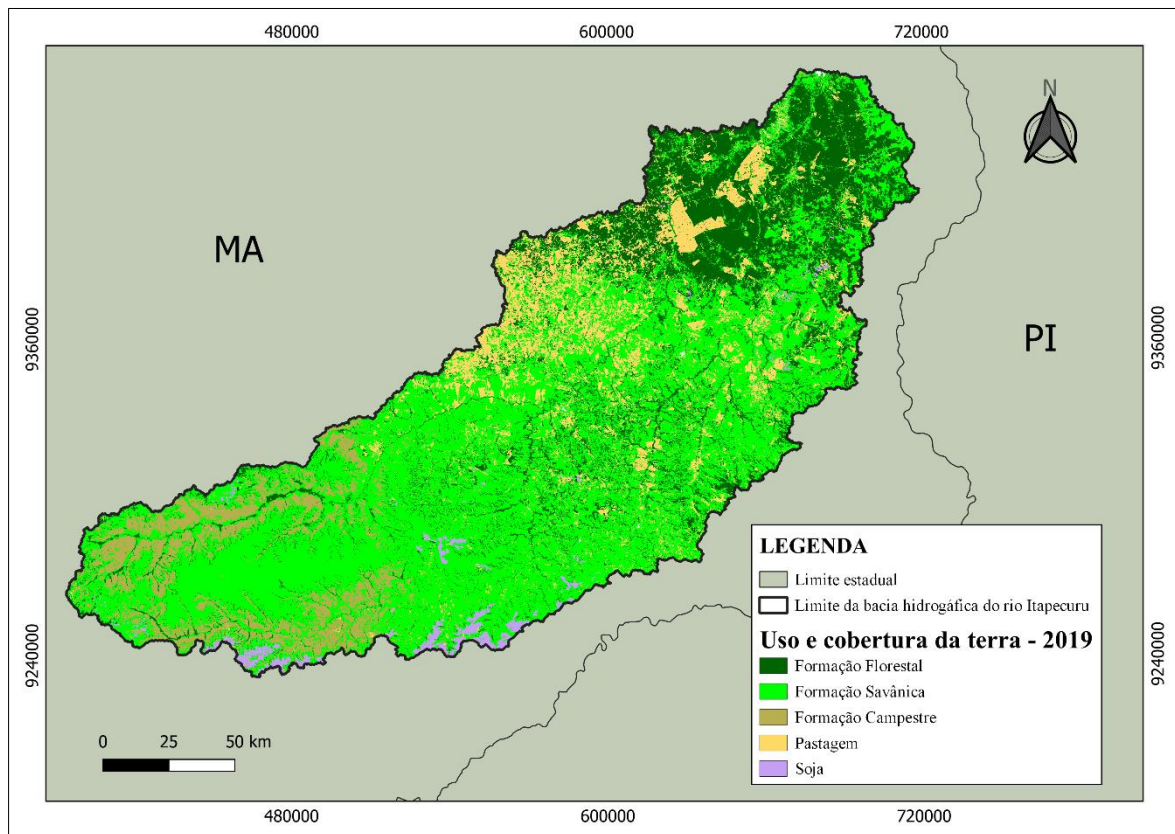 480000 600000 720000
N
MA
PI
9360000 9360000
9240000 9240000
LEGENDA
Limite estadual
Limite da bacia hidrogáfica do rio Itapecuru
Uso e cobertura da terra - 2019
Formação Florestal
Formação Savânica
Formação Campestre
Pastagem
Soja
0 25 50 km
480000 600000 720000